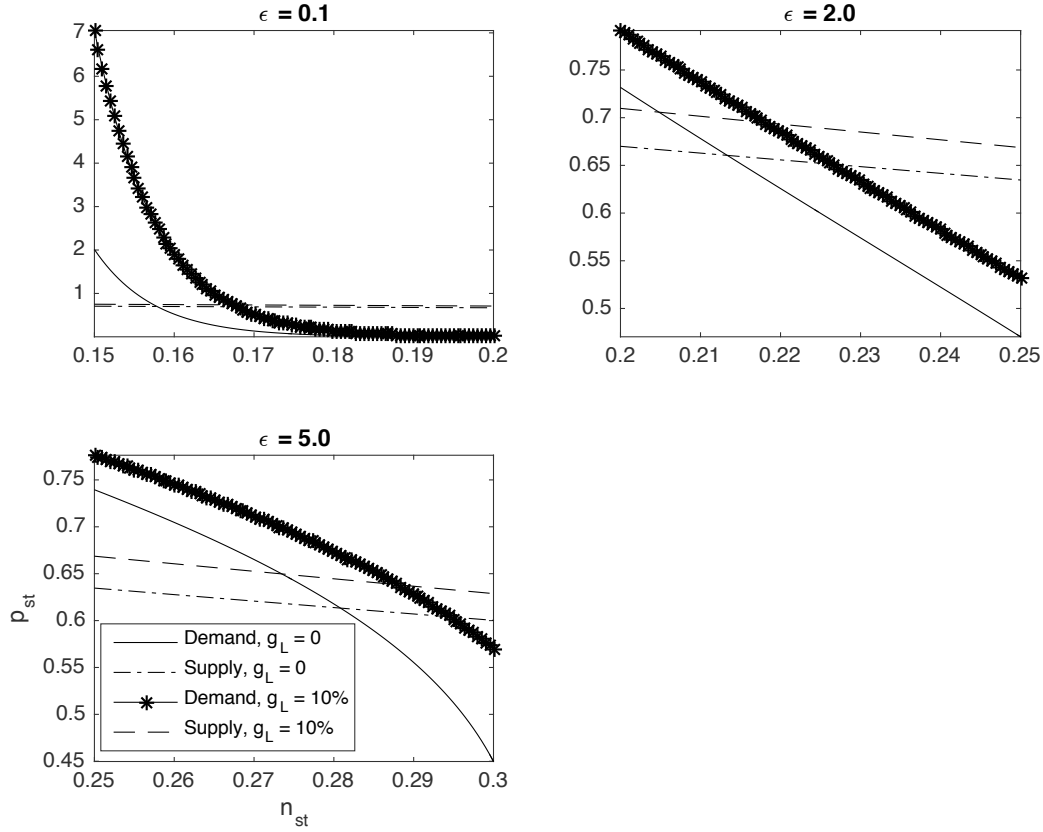 ϵ = 0.1
7
6
5
4
3
2
1
0.15 0.16 0.17 0.18 0.19 0.2
ϵ = 2.0
0.75
0.7
0.65
0.6
0.55
0.5
0.2 0.21 0.22 0.23 0.24 0.25
ϵ = 5.0
p_st
0.75
0.7
0.65
0.6
0.55
0.5
0.45
Demand, g_L = 0
Supply, g_L = 0
Demand, g_L = 10%
Supply, g_L = 10%
0.25 0.26 0.27 0.28 0.29 0.3
n_st